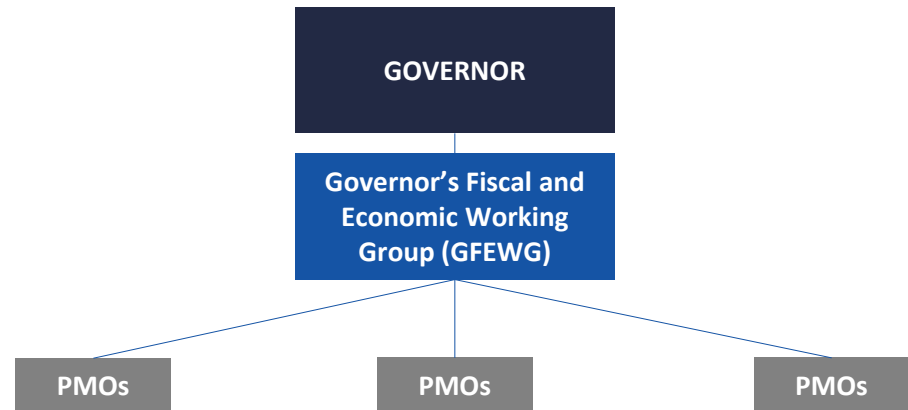 GOVERNOR
Governor’s Fiscal and
Economic Working
Group (GFEWG)
PMOs
PMOs
PMOs